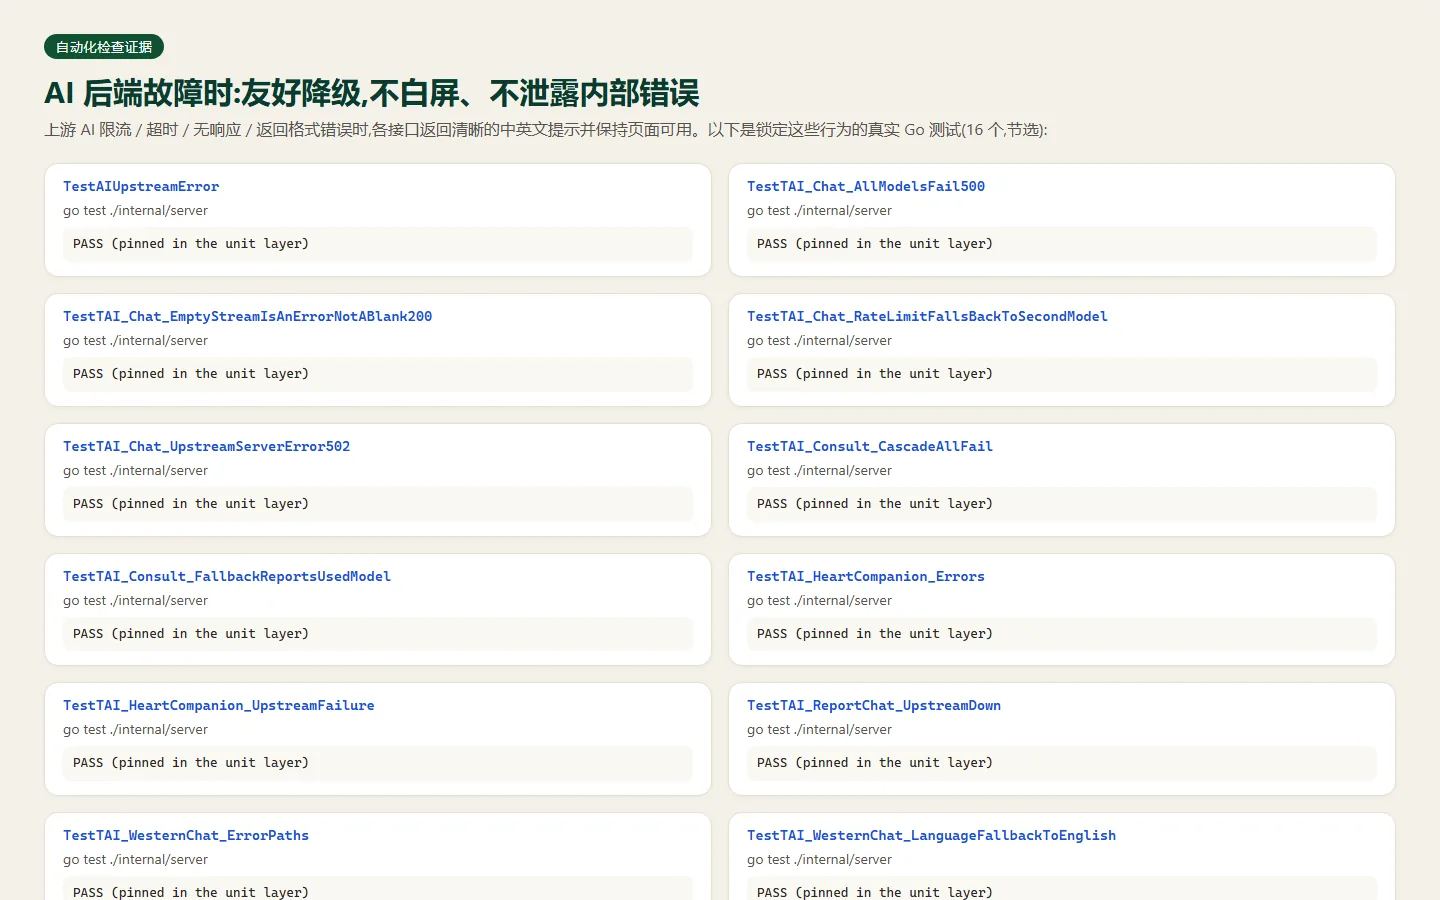 自动化检查证据
AI 后端故障时:友好降级,不白屏、不泄露内部错误
上游 AI 限流 / 超时 / 无响应 / 返回格式错误时,各接口返回清晰的中英文提示并保持页面可用。以下是锁定这些行为的真实 Go 测试(16 个,节选):
TestAIUpstreamError
go test ./internal/server
PASS (pinned in the unit layer)
TestTAI_Chat_AllModelsFail500
go test ./internal/server
PASS (pinned in the unit layer)
TestTAI_Chat_EmptyStreamIsAnErrorNotABlank200
go test ./internal/server
PASS (pinned in the unit layer)
TestTAI_Chat_RateLimitFallsBackToSecondModel
go test ./internal/server
PASS (pinned in the unit layer)
TestTAI_Chat_UpstreamServerError502
go test ./internal/server
PASS (pinned in the unit layer)
TestTAI_Consult_CascadeAllFail
go test ./internal/server
PASS (pinned in the unit layer)
TestTAI_Consult_FallbackReportsUsedModel
go test ./internal/server
PASS (pinned in the unit layer)
TestTAI_HeartCompanion_Errors
go test ./internal/server
PASS (pinned in the unit layer)
TestTAI_HeartCompanion_UpstreamFailure
go test ./internal/server
PASS (pinned in the unit layer)
TestTAI_ReportChat_UpstreamDown
go test ./internal/server
PASS (pinned in the unit layer)
TestTAI_WesternChat_ErrorPaths
go test ./internal/server
PASS (pinned in the unit layer)
TestTAI_WesternChat_LanguageFallbackToEnglish
go test ./internal/server
PASS (pinned in the unit layer)